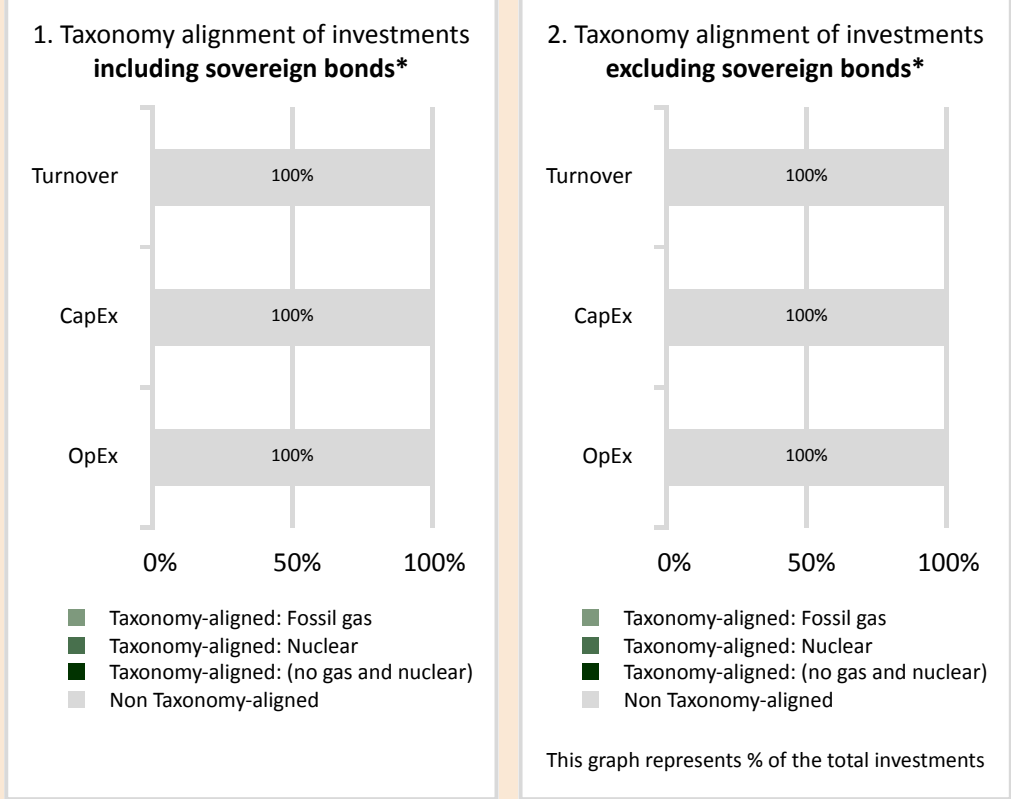 1. Taxonomy alignment of investments
including sovereign bonds*
Turnover
100%
CapEx
100%
OpEx
100%
0% 50% 100%
Taxonomy-aligned: Fossil gas
Taxonomy-aligned: Nuclear
Taxonomy-aligned: (no gas and nuclear)
Non Taxonomy-aligned
2. Taxonomy alignment of investments
excluding sovereign bonds*
Turnover
100%
CapEx
100%
OpEx
100%
0% 50% 100%
Taxonomy-aligned: Fossil gas
Taxonomy-aligned: Nuclear
Taxonomy-aligned: (no gas and nuclear)
Non Taxonomy-aligned
This graph represents % of the total investments